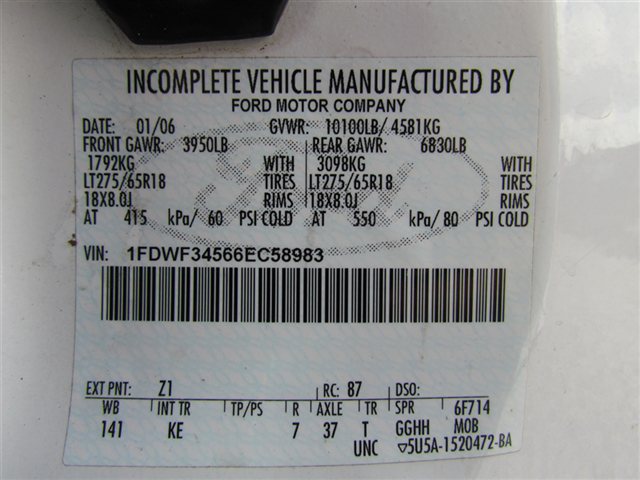 INCOMPLETE VEHICLE MANUFACTURED BY
FORD MOTOR COMPANY
DATE: 01/06 GVWR: 10100LB/ 4581KG
FRONT GAWR: 3950LB REAR GAWR: 6830LB
1792KG WITH 3098KG WITH
LT275/65R18 TIRES LT275/65R18 TIRES
18X8.0J RIMS 18X8.0J RIMS
AT 415 kPa/ 60 PSI COLD AT 550 kPa/ 80 PSI COLD
VIN: 1FDWF34566EC58983
EXT PNT: Z1 RC: 87 DSO:
WB INT TR TP/PS R AXLE TR SPR 6F714
141 KE 7 37 T GGHH MOB
UNC ▽5U5A-1520472-BA